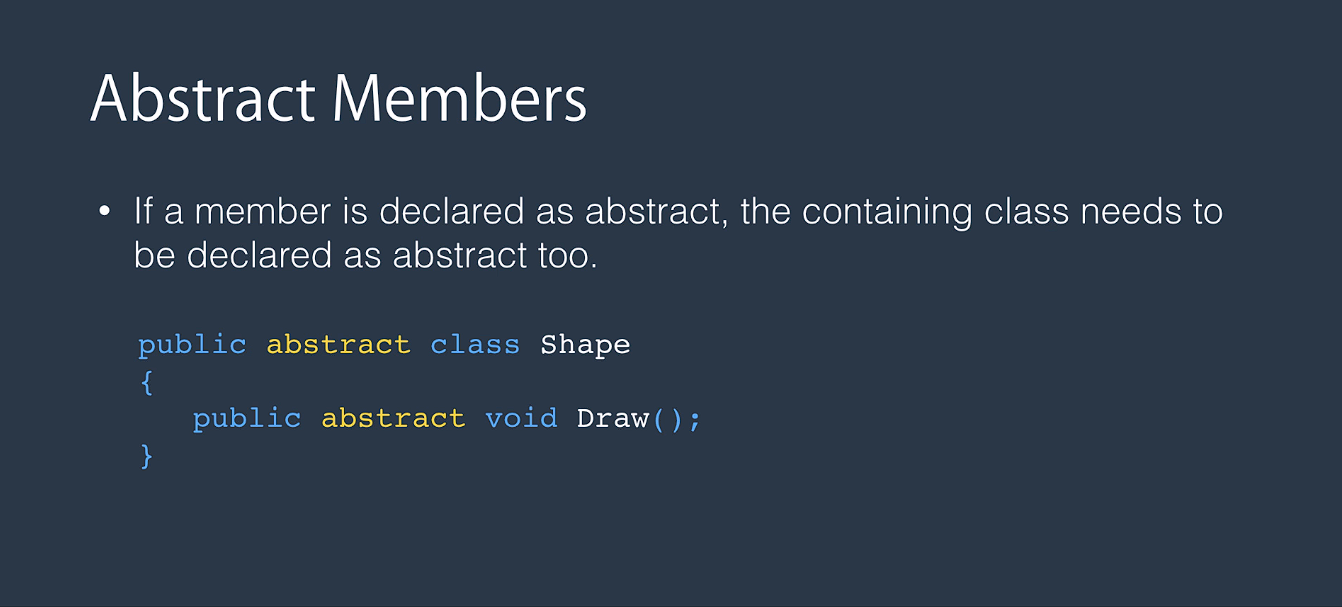 Abstract Members
• If a member is declared as abstract, the containing class needs to
be declared as abstract too.
public abstract class Shape
{
public abstract void Draw();
}